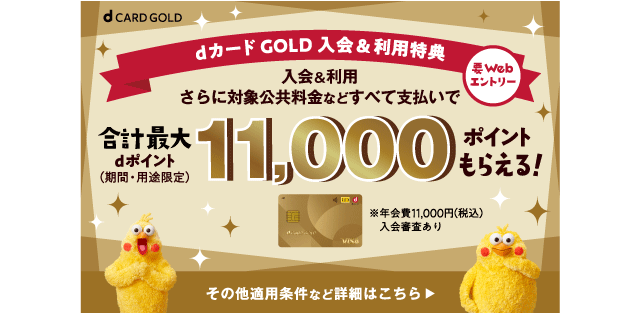 d CARD GOLD
dカード GOLD 入会＆利用特典
要Web
エントリー
入会&利用
さらに対象公共料金などすべて支払いで
合計最大
dポイント
(期間・用途限定)
11,000
ポイント
もらえる!
※年会費11,000円(税込)
入会審査あり
VISA
その他適用条件など詳細はこちら▶